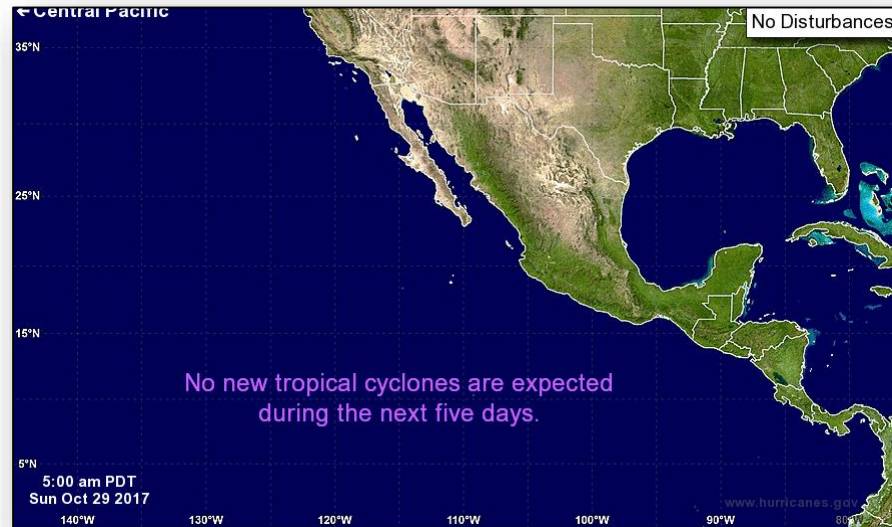 ←Central Pacific
No Disturbances
35°N
25°N
15°N
No new tropical cyclones are expected
during the next five days.
5°N
5:00 am PDT
Sun Oct 29 2017
www.hurricanes.gov
140°W 130°W 120°W 110°W 100°W 90°W 80°W